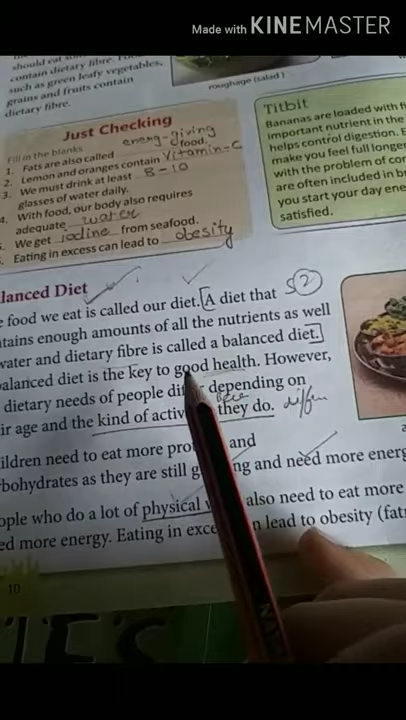 Made with KINEMASTER
should eat
contain dietary fibre.
such as green leafy vegetables,
grains and fruits contain
dietary fibre.
roughage (salad)
Just Checking
Fill in the blanks
1. Fats are also called energ-giving food.
2. Lemon and oranges contain Vitamin-C
3. We must drink at least 8-10
glasses of water daily.
4. With food, our body also requires
adequate water
We get iodine from seafood.
Eating in excess can lead to obesity
Titbit
Bananas are loaded with
important nutrient in the
helps control digestion.
make you feel full longer
with the problem of
are often included in
you start your day
satisfied.
lanced Diet
e food we eat is called our diet. [A diet that
tains enough amounts of all the nutrients as well
water and dietary fibre is called a balanced diet.]
balanced diet is the key to good health. However,
dietary needs of people depending on
ir age and the kind of activ they do.
ildren need to eat more pro and
bohydrates as they are still g ng and need more energ
ople who do a lot of physical also need to eat more
ed more energy. Eating in exce n lead to obesity (fat
10